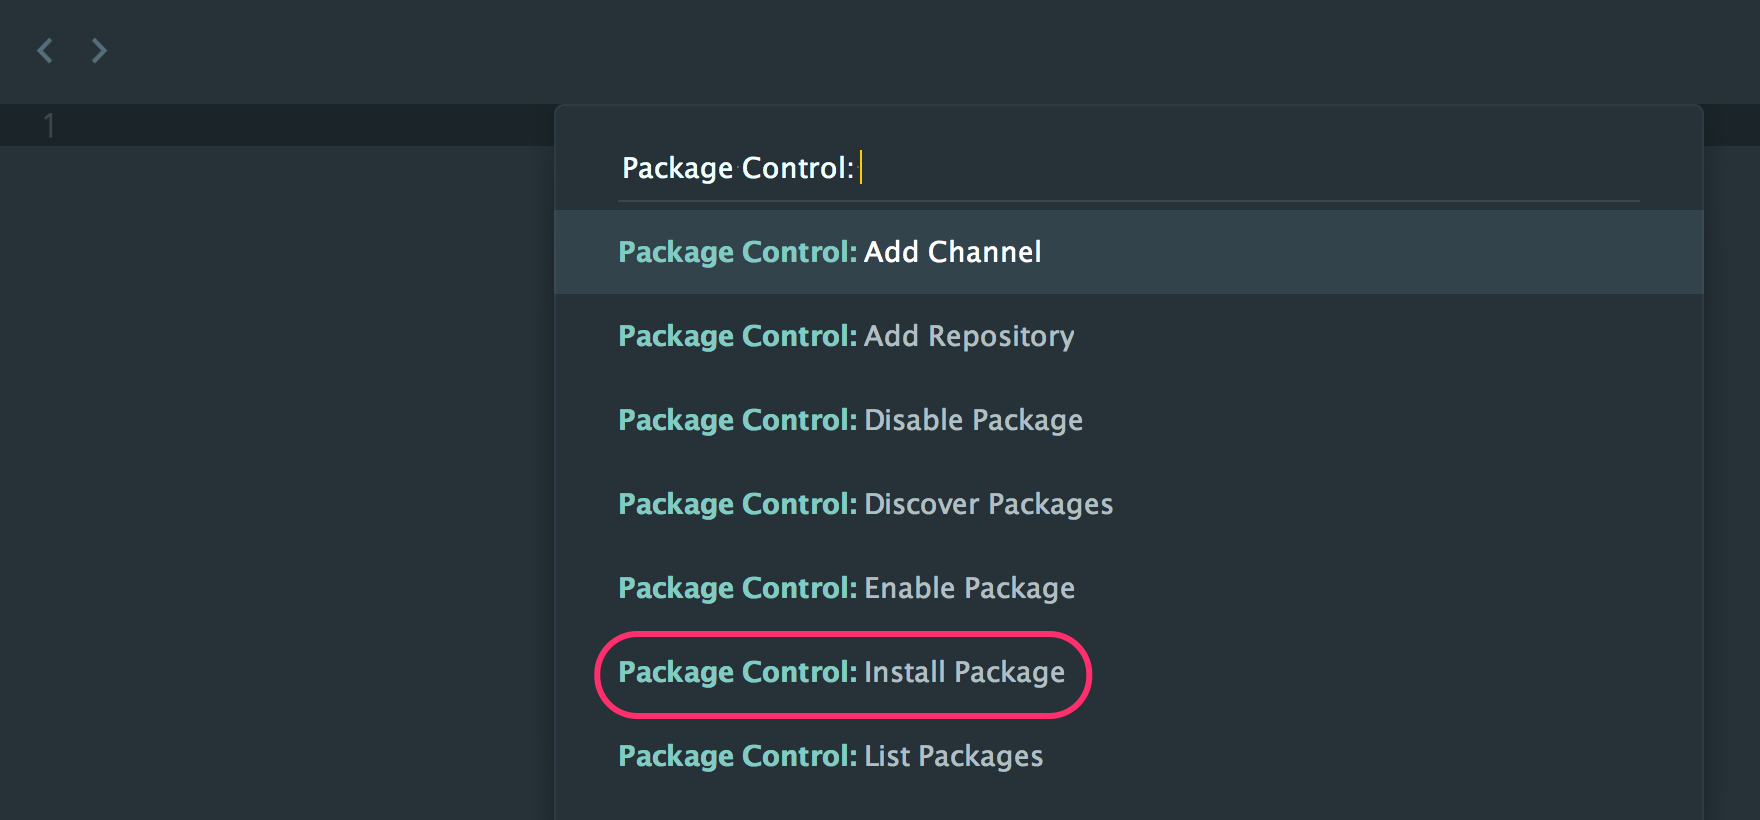 1
Package Control:
Package Control: Add Channel
Package Control: Add Repository
Package Control: Disable Package
Package Control: Discover Packages
Package Control: Enable Package
Package Control: Install Package
Package Control: List Packages